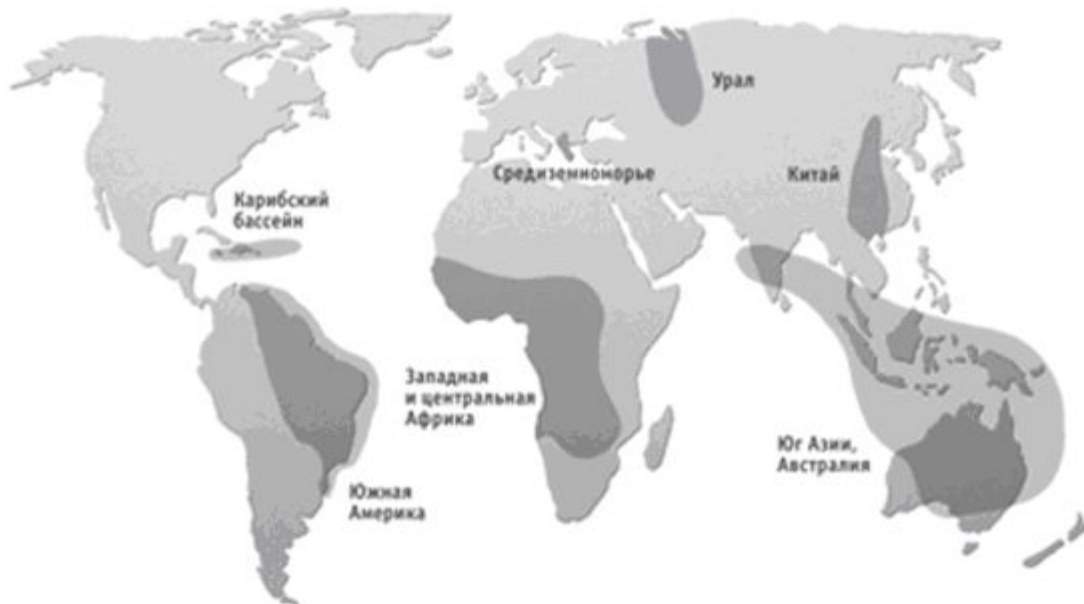 Урал
Средиземноморье
Китай
Карибский
бассейн
Западная
и центральная
Африка
Юг Азии,
Австралия
Южная
Америка